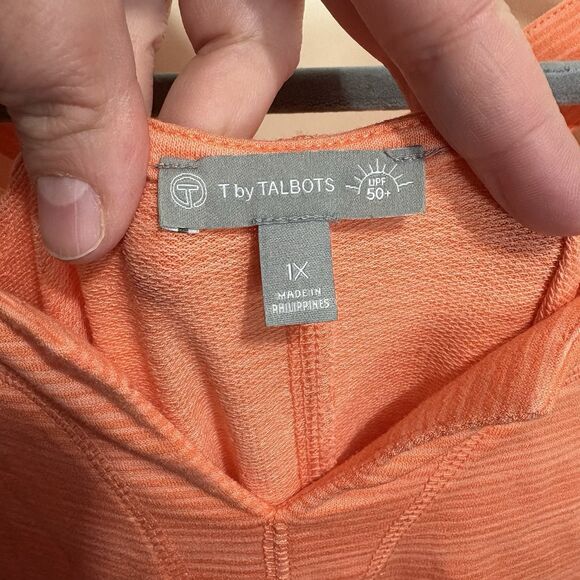 T by TALBOTS
UPF
50+
1X
MADE IN
PHILIPPINES